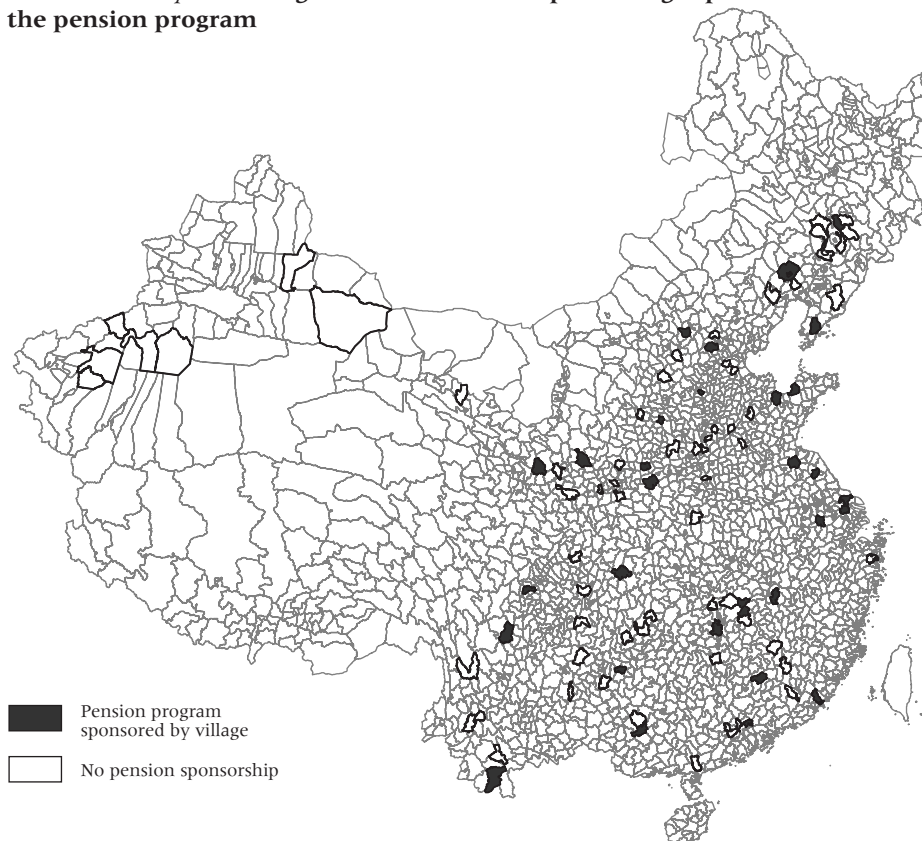 the pension program
Pension program
sponsored by village
No pension sponsorship